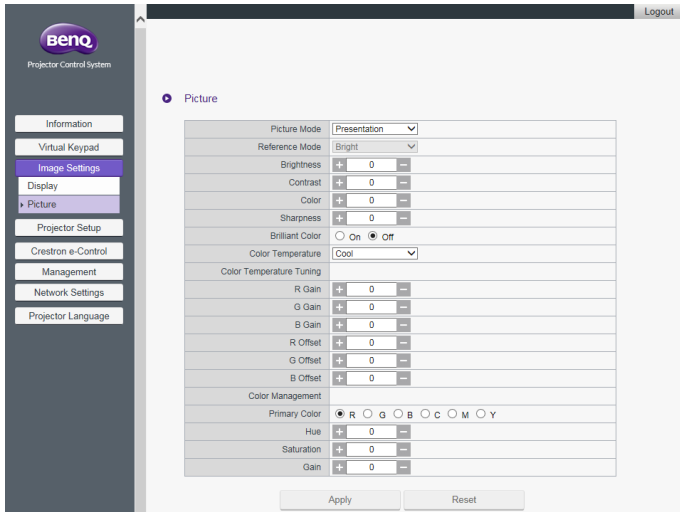 Logout
BenQ
Projector Control System
Information
Virtual Keypad
Image Settings
Display
Picture
Projector Setup
Crestron e-Control
Management
Network Settings
Projector Language
Picture
Picture Mode Presentation
Reference Mode Bright
Brightness + 0 −
Contrast + 0 −
Color + 0 −
Sharpness + 0 −
Brilliant Color On Off
Color Temperature Cool
Color Temperature Tuning
R Gain + 0 −
G Gain + 0 −
B Gain + 0 −
R Offset + 0 −
G Offset + 0 −
B Offset + 0 −
Color Management
Primary Color R G B C M Y
Hue + 0 −
Saturation + 0 −
Gain + 0 −
Apply Reset